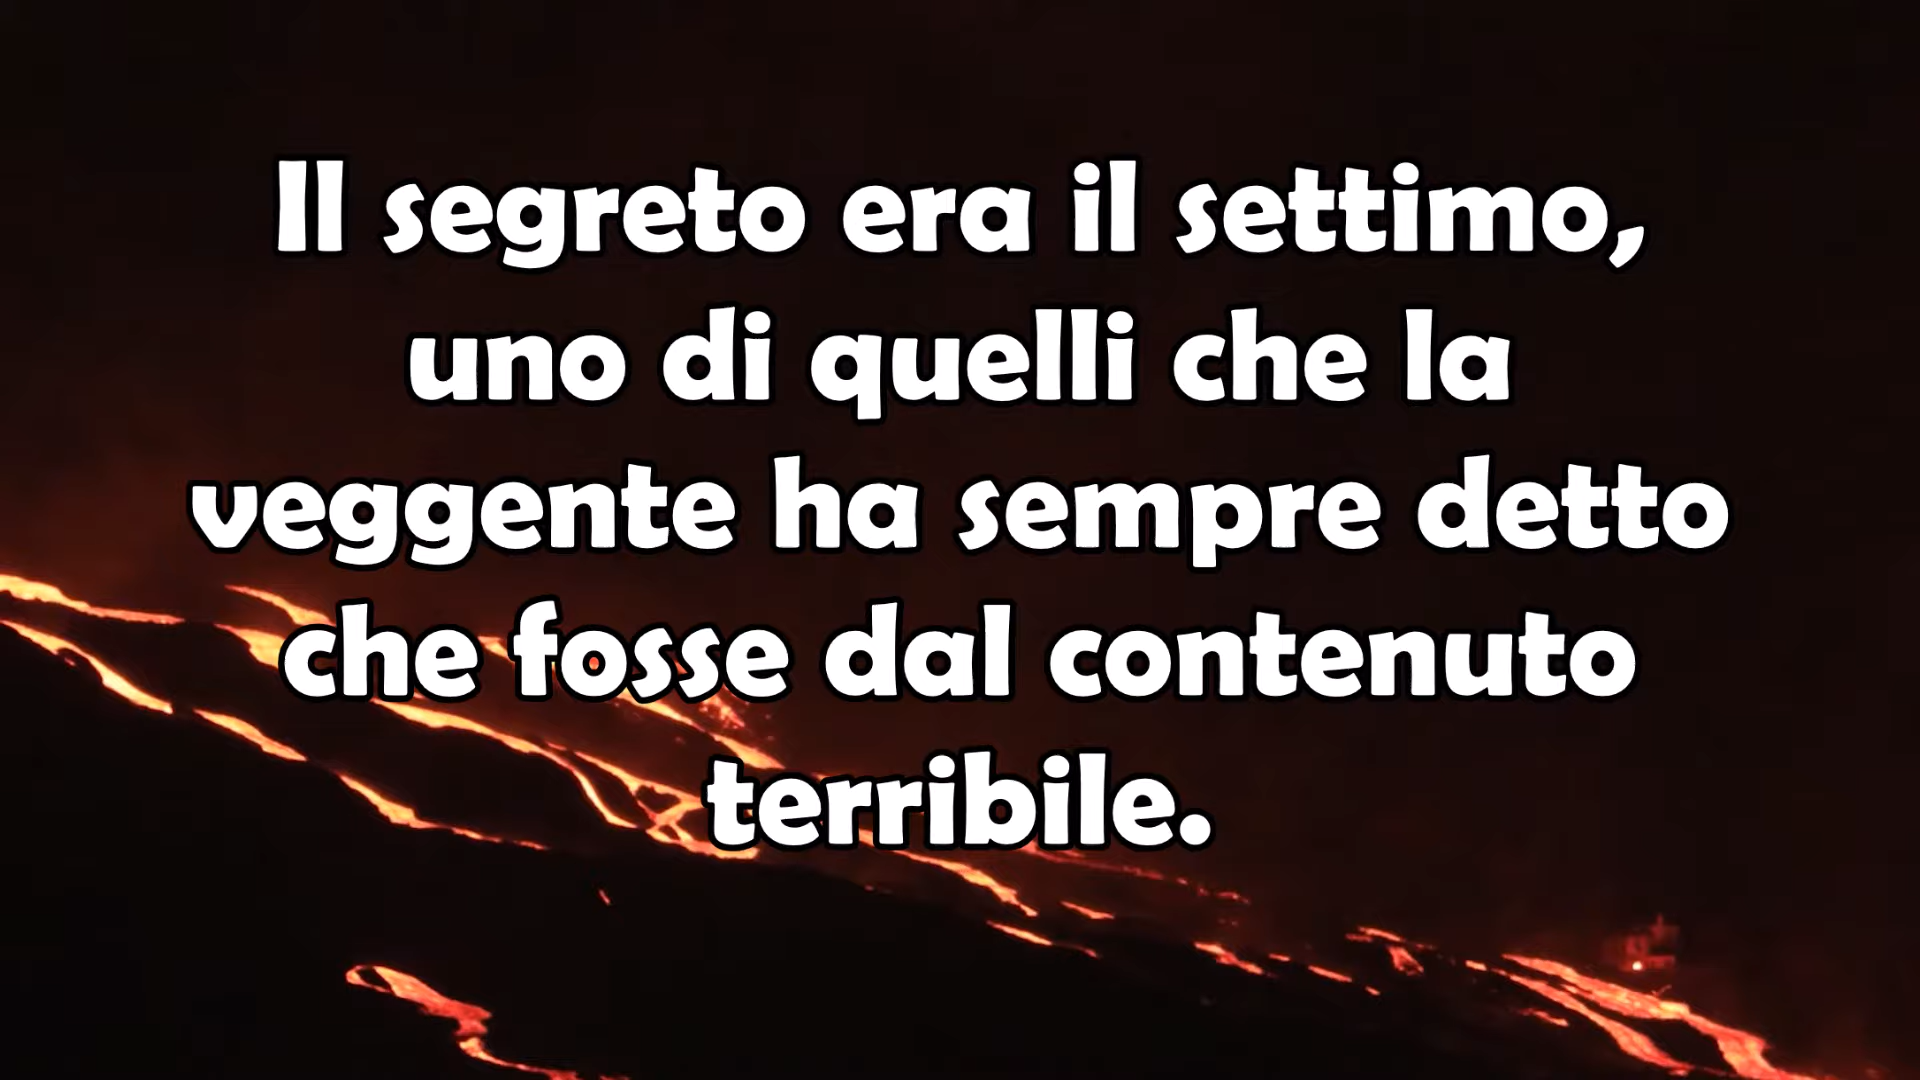 Il segreto era il settimo,
uno di quelli che la
veggente ha sempre detto
che fosse dal contenuto
terribile.